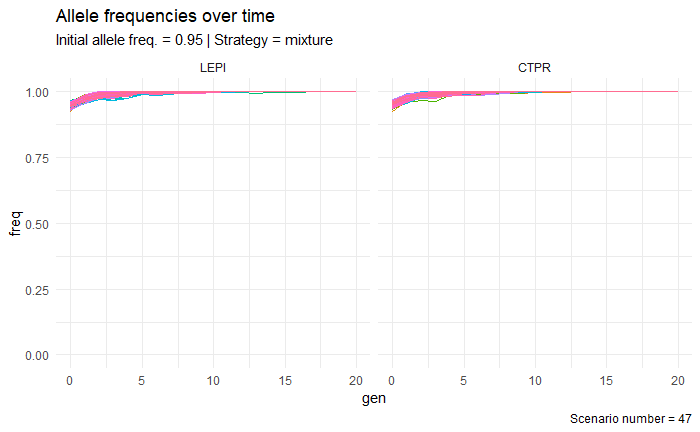 Allele frequencies over time
Initial allele freq. = 0.95 | Strategy = mixture
LEPI
CTPR
1.00
0.75
0.50
0.25
0.00
freq
0 5 10 15 20
0 5 10 15 20
gen
Scenario number = 47